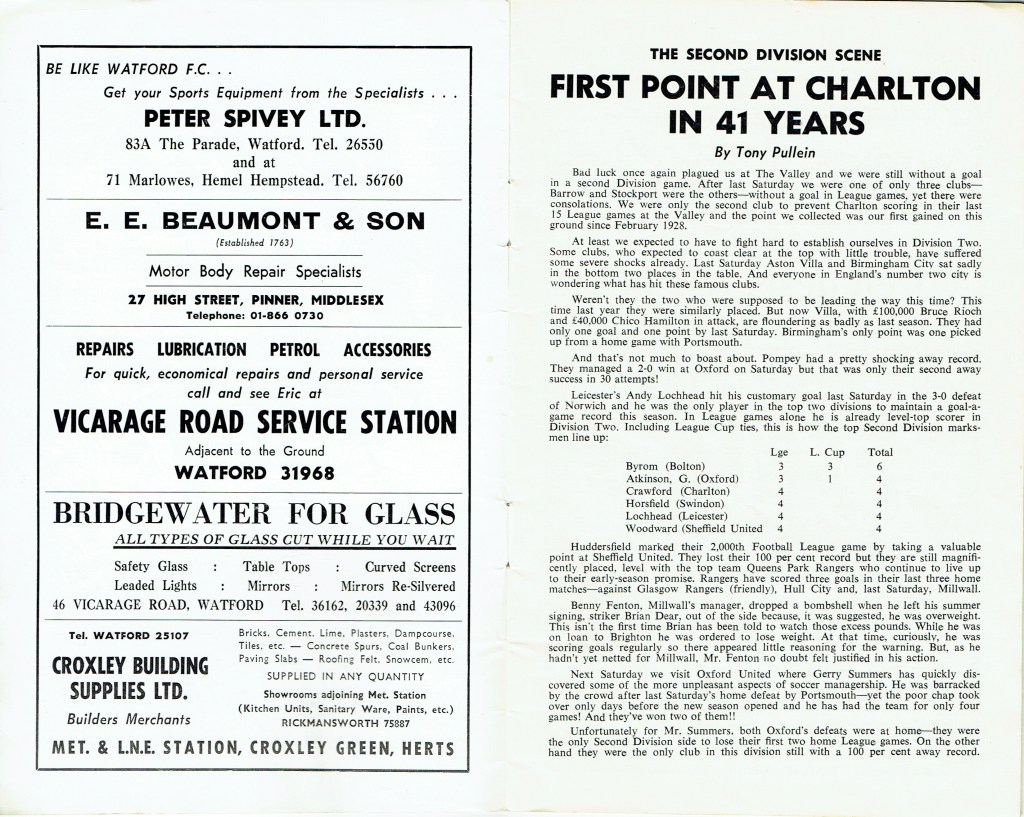 BE LIKE WATFORD F.C. . .
Get your Sports Equipment from the Specialists . . .
PETER SPIVEY LTD.
83A The Parade, Watford. Tel. 26550
and at
71 Marlowes, Hemel Hempstead. Tel. 56760
E. E. BEAUMONT & SON
(Established 1763)
Motor Body Repair Specialists
27 HIGH STREET, PINNER, MIDDLESEX
Telephone: 01-866 0730
REPAIRS LUBRICATION PETROL ACCESSORIES
For quick, economical repairs and personal service
call and see Eric at
VICARAGE ROAD SERVICE STATION
Adjacent to the Ground
WATFORD 31968
BRIDGEWATER FOR GLASS
ALL TYPES OF GLASS CUT WHILE YOU WAIT
Safety Glass : Table Tops : Curved Screens
Leaded Lights : Mirrors : Mirrors Re-Silvered
46 VICARAGE ROAD, WATFORD Tel. 36162, 20339 and 43096
Tel. WATFORD 25107
CROXLEY BUILDING
SUPPLIES LTD.
Builders Merchants
Bricks, Cement, Lime, Plasters, Dampcourse,
Tiles, etc. — Concrete Spurs, Coal Bunkers,
Paving Slabs — Roofing Felt, Snowcem, etc.
SUPPLIED IN ANY QUANTITY
Showrooms adjoining Met. Station
(Kitchen Units, Sanitary Ware, Paints, etc.)
RICKMANSWORTH 75887
MET. & L.N.E. STATION, CROXLEY GREEN, HERTS
THE SECOND DIVISION SCENE
FIRST POINT AT CHARLTON
IN 41 YEARS
By Tony Pullein
Bad luck once again plagued us at The Valley and we were still without a goal
in a second Division game. After last Saturday we were one of only three clubs—
Barrow and Stockport were the others—without a goal in League games, yet there were
consolations. We were only the second club to prevent Charlton scoring in their last
15 League games at the Valley and the point we collected was our first gained on this
ground since February 1928.
At least we expected to have to fight hard to establish ourselves in Division Two.
Some clubs, who expected to coast clear at the top with little trouble, have suffered
some severe shocks already. Last Saturday Aston Villa and Birmingham City sat sadly
in the bottom two places in the table. And everyone in England's number two city is
wondering what has hit these famous clubs.
Weren't they the two who were supposed to be leading the way this time? This
time last year they were similarly placed. But now Villa, with £100,000 Bruce Rioch
and £40,000 Chico Hamilton in attack, are floundering as badly as last season. They had
only one goal and one point by last Saturday. Birmingham's only point was one picked
up from a home game with Portsmouth.
And that's not much to boast about. Pompey had a pretty shocking away record.
They managed a 2-0 win at Oxford on Saturday but that was only their second away
success in 30 attempts!
Leicester's Andy Lochhead hit his customary goal last Saturday in the 3-0 defeat
of Norwich and he was the only player in the top two divisions to maintain a goal-a-
game record this season. In League games alone he is already level-top scorer in
Division Two. Including League Cup ties, this is how the top Second Division marks-
men line up:
Lge L. Cup Total
Byrom (Bolton) 3 3 6
Atkinson, G. (Oxford) 3 1 4
Crawford (Charlton) 4 4
Horsfield (Swindon) 4 4
Lochhead (Leicester) 4 4
Woodward (Sheffield United 4 4
Huddersfield marked their 2,000th Football League game by taking a valuable
point at Sheffield United. They lost their 100 per cent record but they are still magnifi-
cently placed, level with the top team Queens Park Rangers who continue to live up
to their early-season promise. Rangers have scored three goals in their last three home
matches—against Glasgow Rangers (friendly), Hull City and, last Saturday, Millwall.
Benny Fenton, Millwall's manager, dropped a bombshell when he left his summer
signing, striker Brian Dear, out of the side because, it was suggested, he was overweight.
This isn't the first time Brian has been told to watch those excess pounds. While he was
on loan to Brighton he was ordered to lose weight. At that time, curiously, he was
scoring goals regularly so there appeared little reasoning for the warning. But, as he
hadn't yet netted for Millwall, Mr. Fenton no doubt felt justified in his action.
Next Saturday we visit Oxford United where Gerry Summers has quickly dis-
covered some of the more unpleasant aspects of soccer managership. He was barracked
by the crowd after last Saturday's home defeat by Portsmouth—yet the poor chap took
over only days before the new season opened and he has had the team for only four
games! And they've won two of them!!
Unfortunately for Mr. Summers, both Oxford's defeats were at home—they were
the only Second Division side to lose their first two home League games. On the other
hand they were the only club in this division still with a 100 per cent away record.